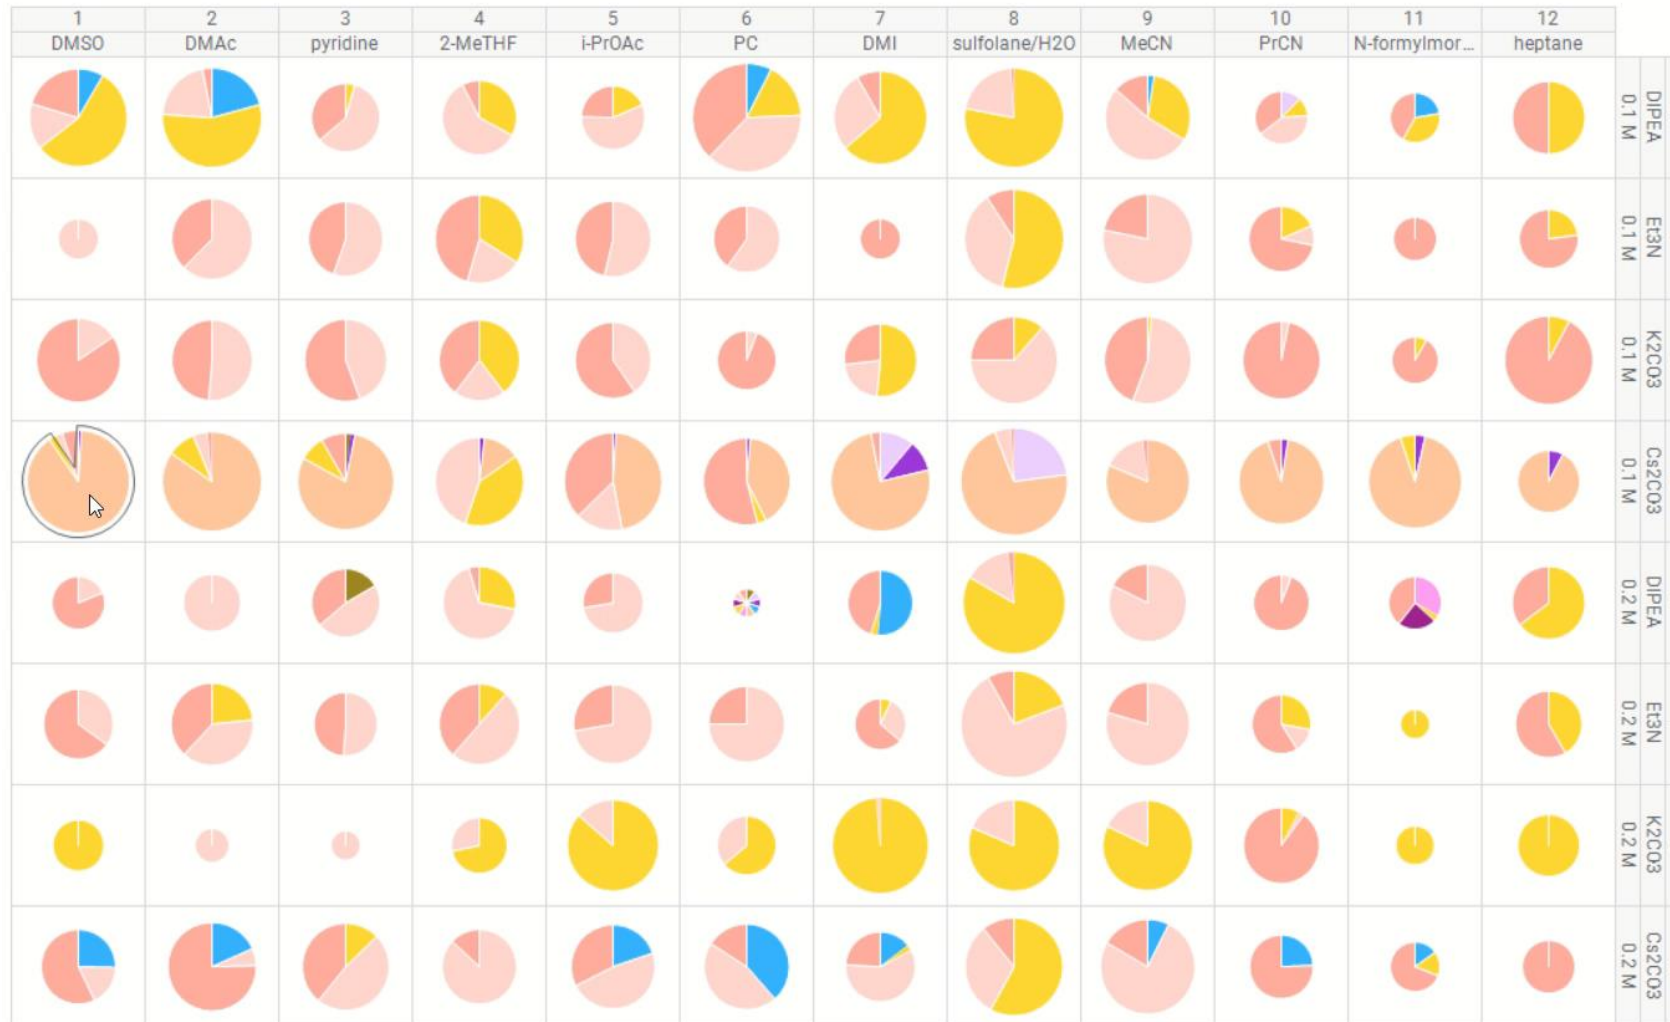 1 2 3 4 5 6 7 8 9 10 11 12
DMSO DMAc pyridine 2-MeTHF i-PrOAc PC DMI sulfolane/H2O MeCN PrCN N-formylmor... heptane
DIPEA
0.1 M
Et3N
0.1 M
K2CO3
0.1 M
Cs2CO3
0.1 M
DIPEA
0.2 M
Et3N
0.2 M
K2CO3
0.2 M
Cs2CO3
0.2 M